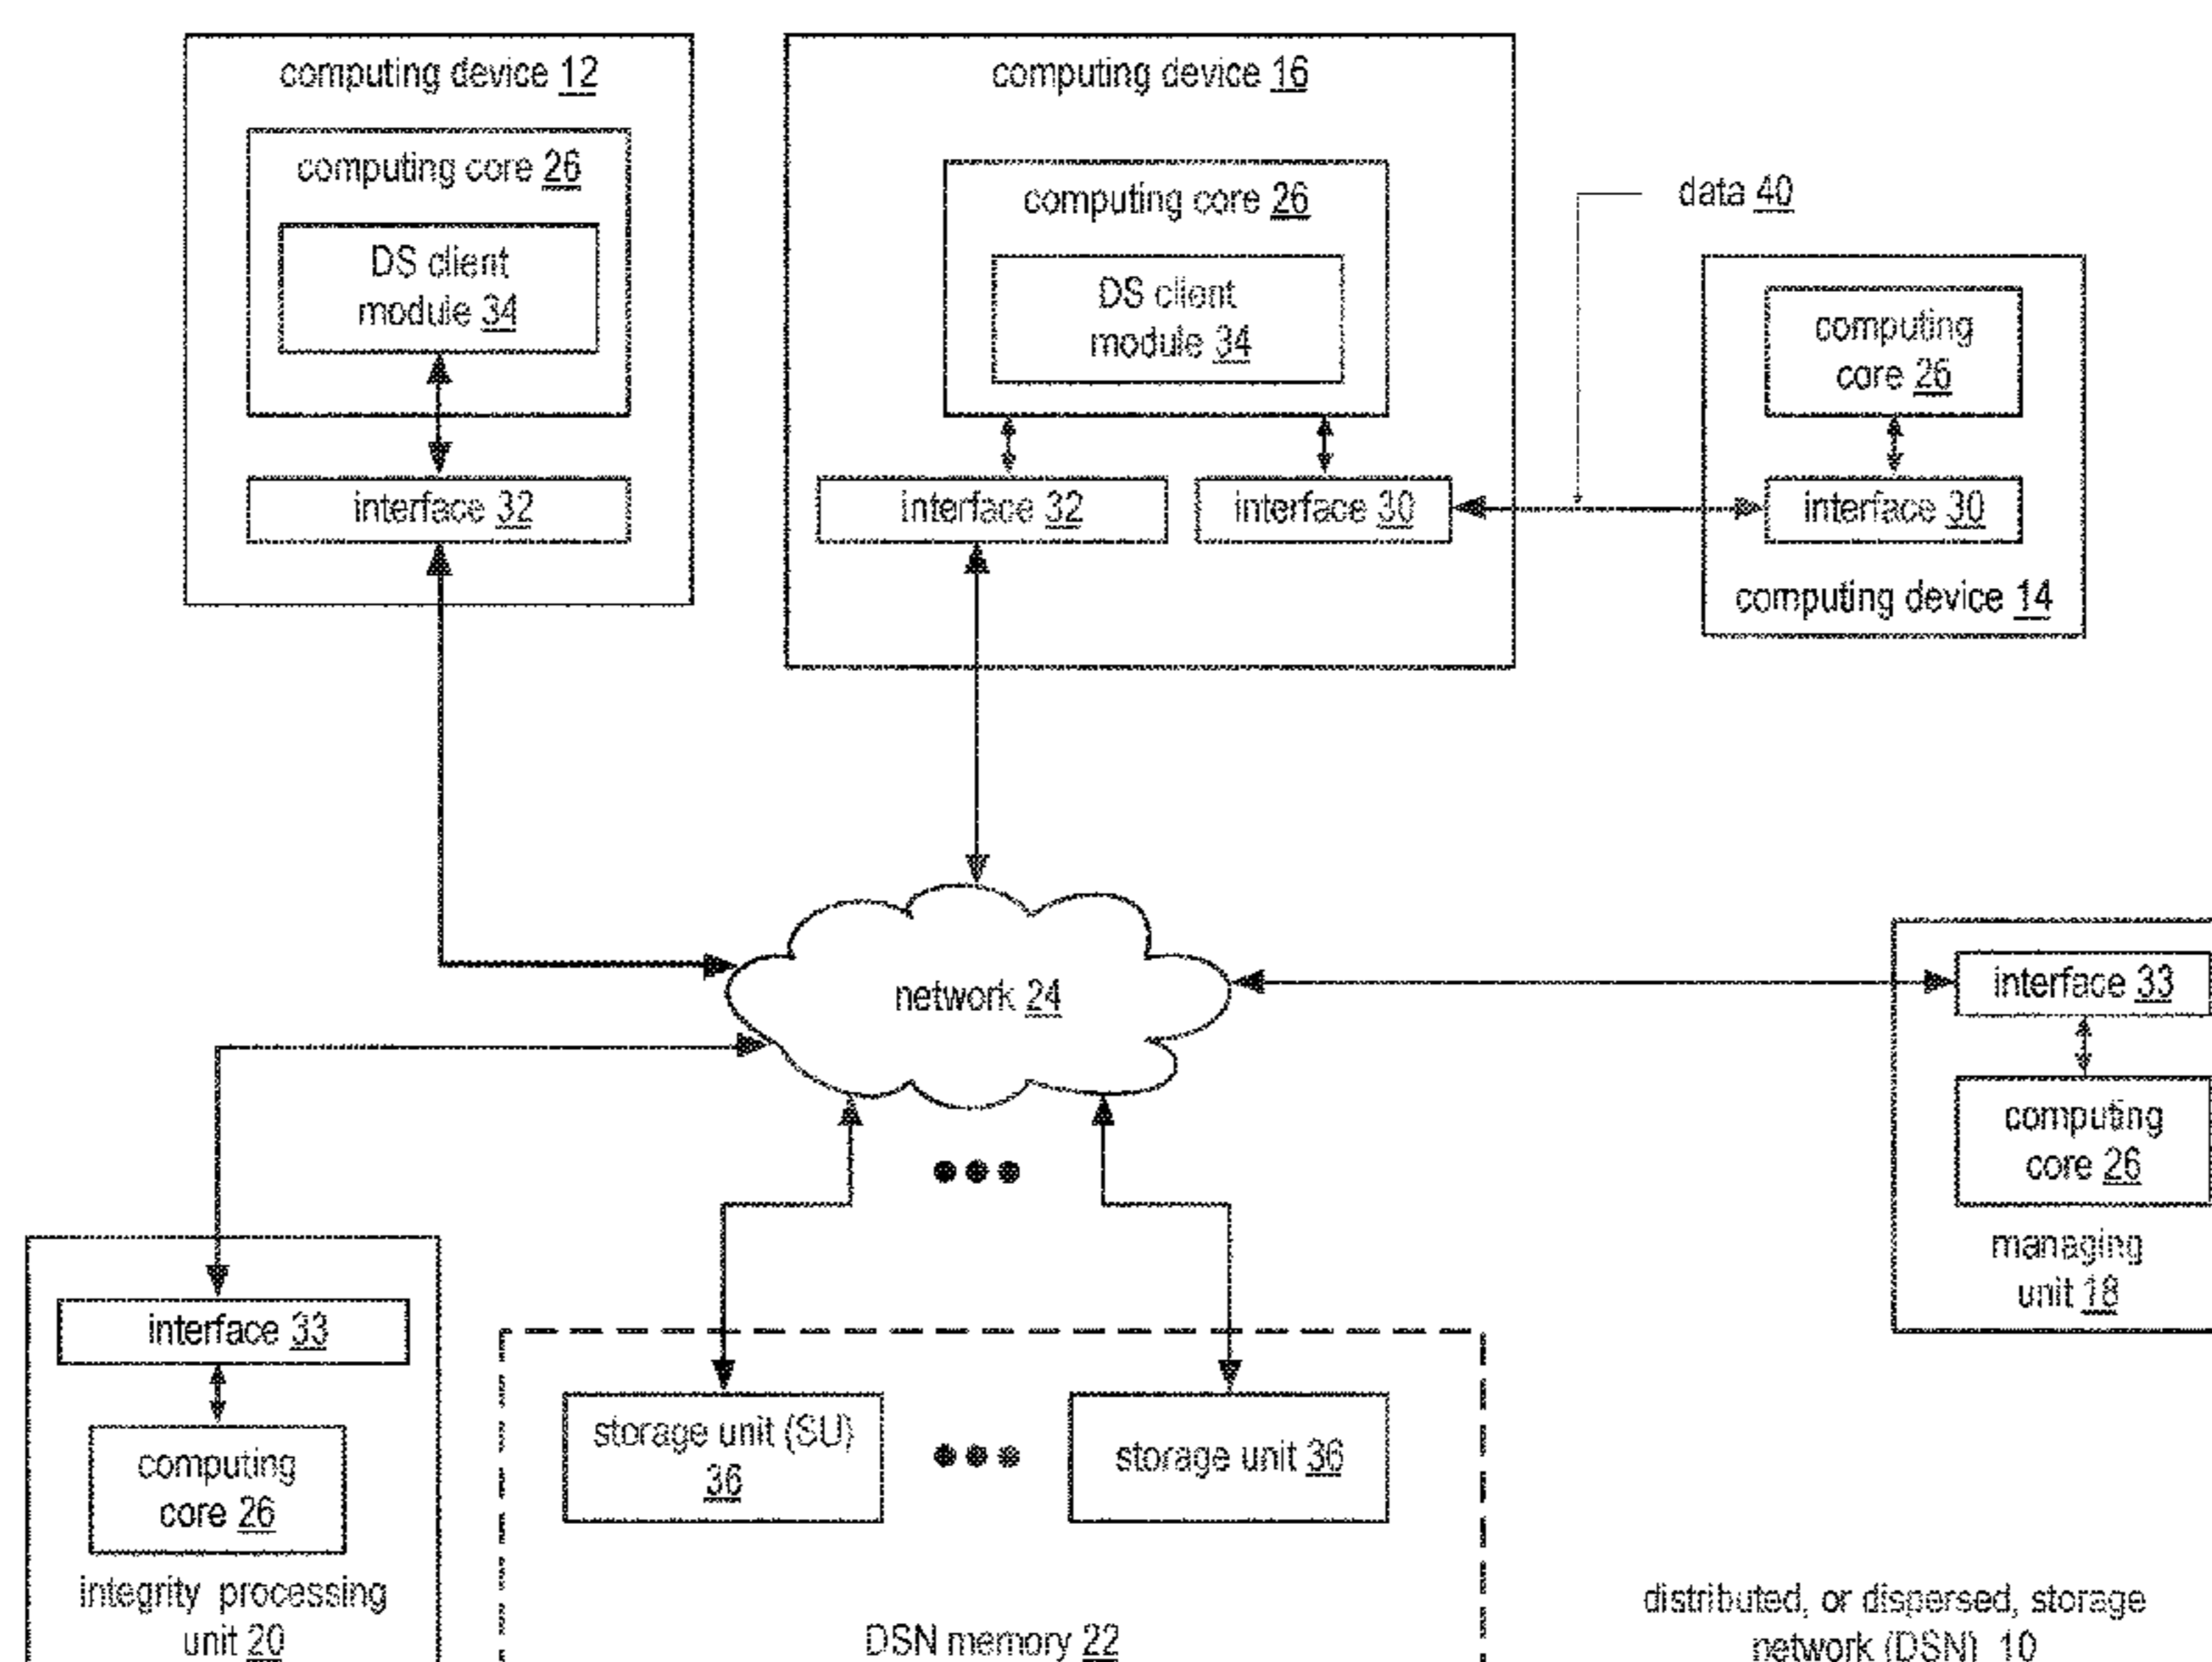 computing device 12
computing core 26
DS client
module 34
interface 32
computing device 16
computing core 26
DS client
module 34
interface 32
interface 30
data 40
computing
core 26
interface 30
computing device 14
network 24
interface 33
computing
core 26
managing
unit 18
interface 33
computing
core 26
integrity processing
unit 20
storage unit (SU)
36
storage unit 36
DSN memory 22
distributed, or dispersed, storage
network (DSN) 10